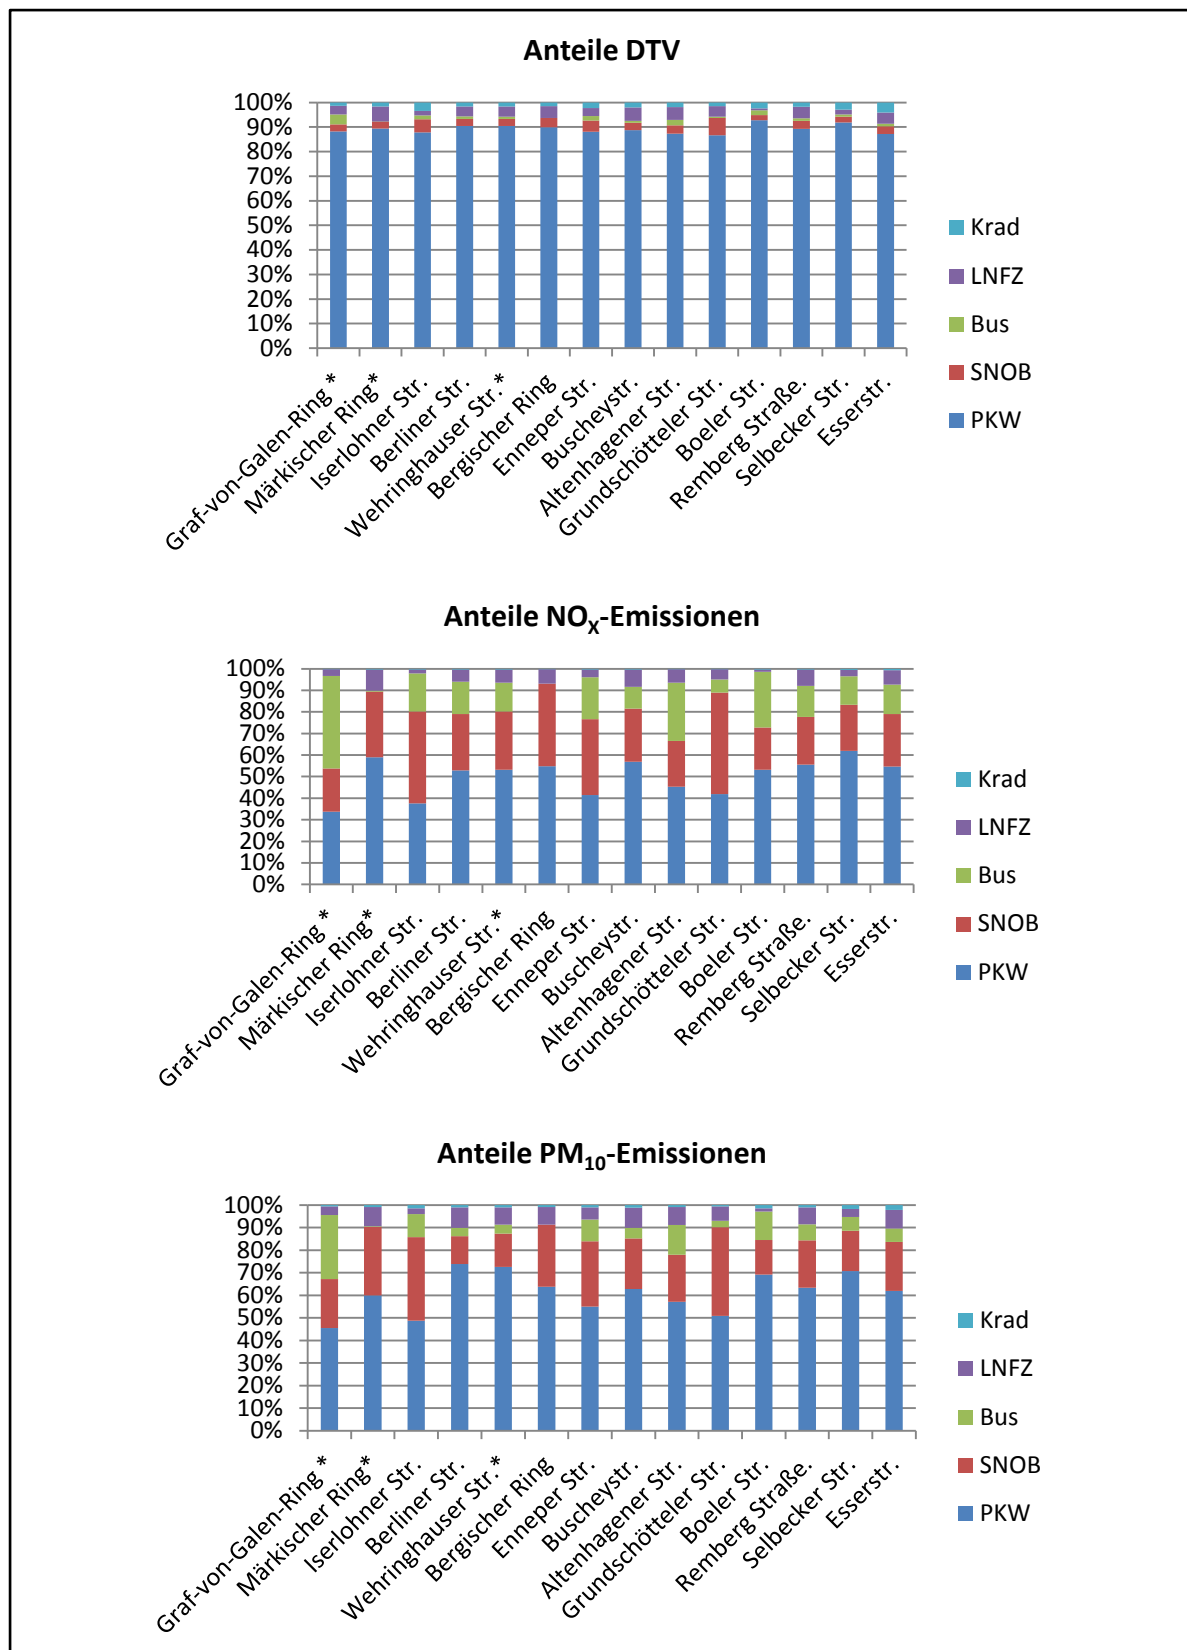 Anteile DTV
100%
90%
80%
70%
60%
50%
40%
30%
20%
10%
0%
Graf-von-Galen-Ring *
Märkischer Ring*
Iserlohner Str.
Berliner Str.
Wehringhauser Str.*
Bergischer Ring
Enneper Str.
Buscheystr.
Altenhagener Str.
Grundschötteler Str.
Boeler Str.
Remberg Straße.
Selbecker Str.
Esserstr.
Krad
LNFZ
Bus
SNOB
PKW
Anteile NOX-Emissionen
100%
90%
80%
70%
60%
50%
40%
30%
20%
10%
0%
Graf-von-Galen-Ring *
Märkischer Ring*
Iserlohner Str.
Berliner Str.
Wehringhauser Str.*
Bergischer Ring
Enneper Str.
Buscheystr.
Altenhagener Str.
Grundschötteler Str.
Boeler Str.
Remberg Straße.
Selbecker Str.
Esserstr.
Krad
LNFZ
Bus
SNOB
PKW
Anteile PM10-Emissionen
100%
90%
80%
70%
60%
50%
40%
30%
20%
10%
0%
Graf-von-Galen-Ring *
Märkischer Ring*
Iserlohner Str.
Berliner Str.
Wehringhauser Str.*
Bergischer Ring
Enneper Str.
Buscheystr.
Altenhagener Str.
Grundschötteler Str.
Boeler Str.
Remberg Straße.
Selbecker Str.
Esserstr.
Krad
LNFZ
Bus
SNOB
PKW